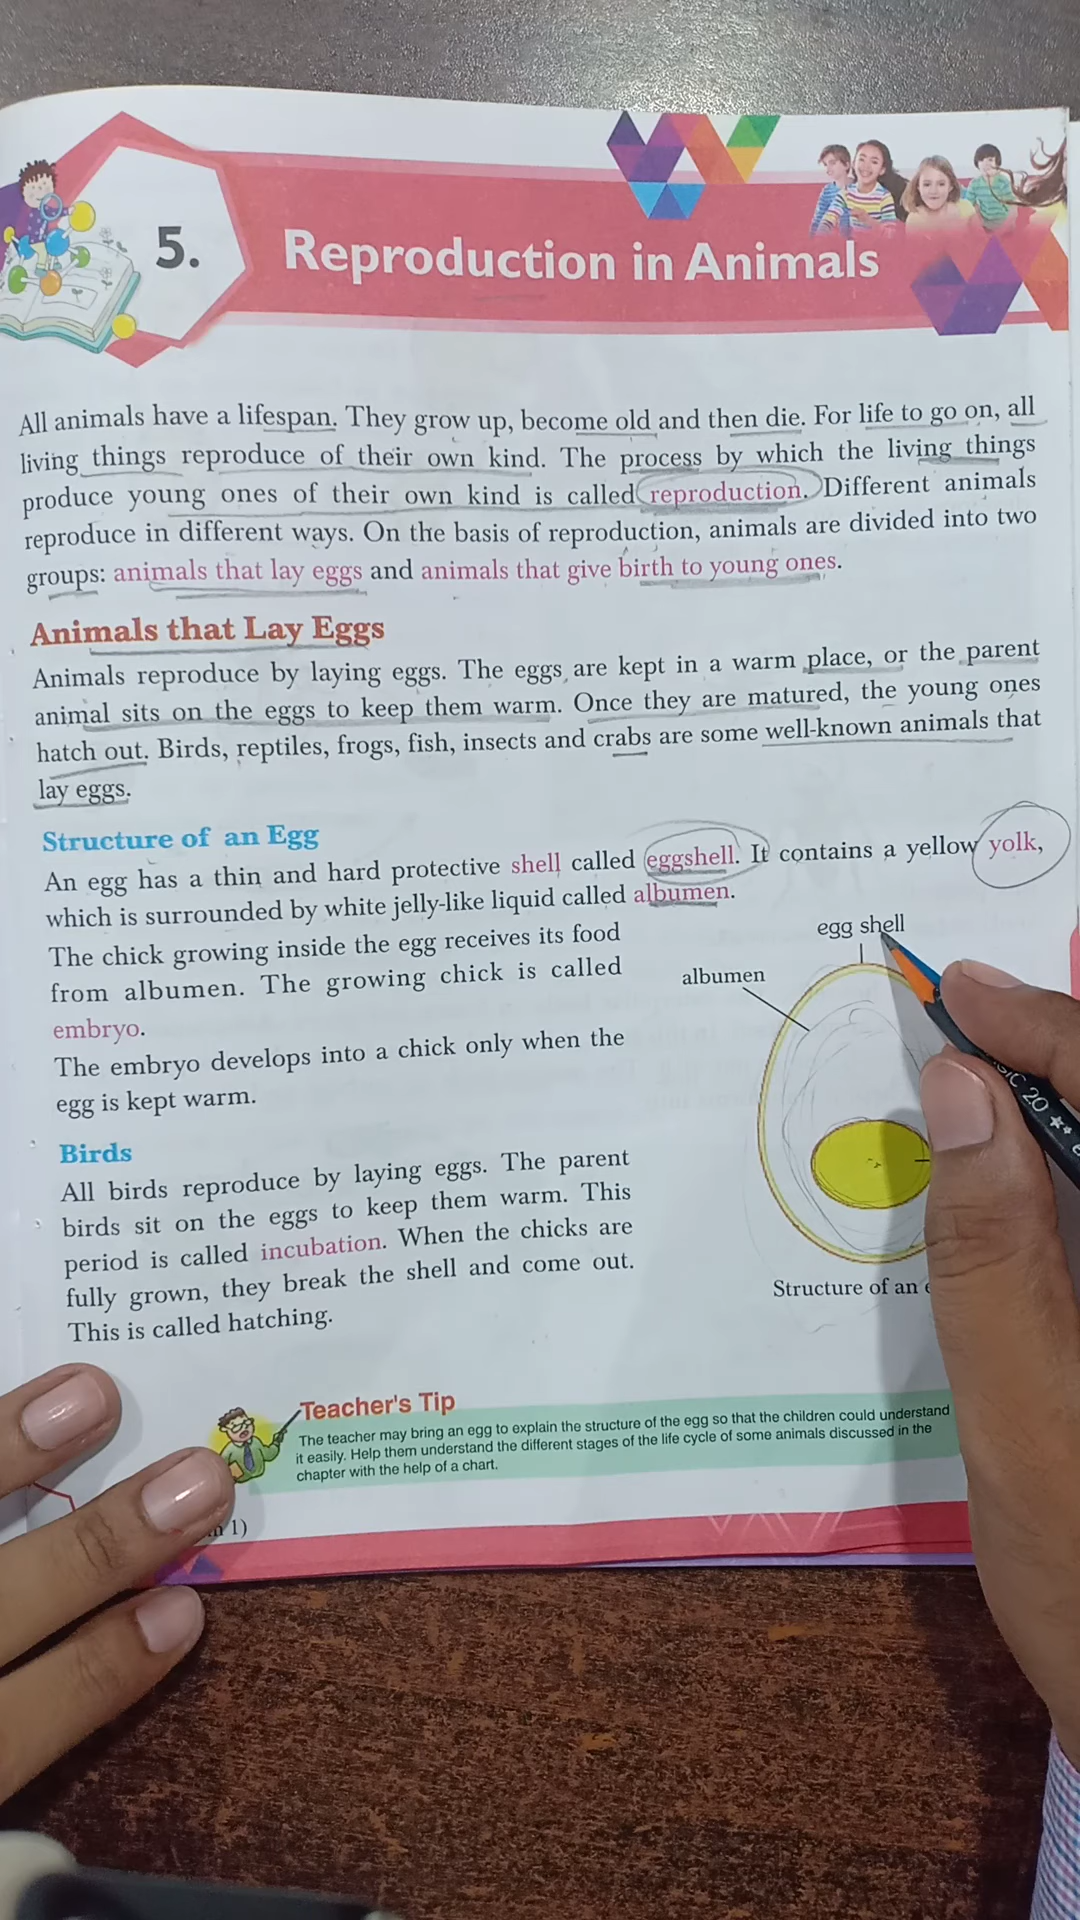 5.
Reproduction in Animals
All animals have a lifespan. They grow up, become old and then die. For life to go on, all
living things reproduce of their own kind. The process by which the living things
produce young ones of their own kind is called reproduction. Different animals
reproduce in different ways. On the basis of reproduction, animals are divided into two
groups: animals that lay eggs and animals that give birth to young ones.
Animals that Lay Eggs
Animals reproduce by laying eggs. The eggs are kept in a warm place, or the parent
animal sits on the eggs to keep them warm. Once they are matured, the young ones
hatch out. Birds, reptiles, frogs, fish, insects and crabs are some well-known animals that
lay eggs.
Structure of an Egg
An egg has a thin and hard protective shell called eggshell. It contains a yellow yolk,
which is surrounded by white jelly-like liquid called albumen.
The chick growing inside the egg receives its food
from albumen. The growing chick is called
embryo.
The embryo develops into a chick only when the
egg is kept warm.
egg shell
albumen
Structure of an
Birds
All birds reproduce by laying eggs. The parent
birds sit on the eggs to keep them warm. This
period is called incubation. When the chicks are
fully grown, they break the shell and come out.
This is called hatching.
Teacher's Tip
The teacher may bring an egg to explain the structure of the egg so that the children could understand
it easily. Help them understand the different stages of the life cycle of some animals discussed in the
chapter with the help of a chart.
1)
20